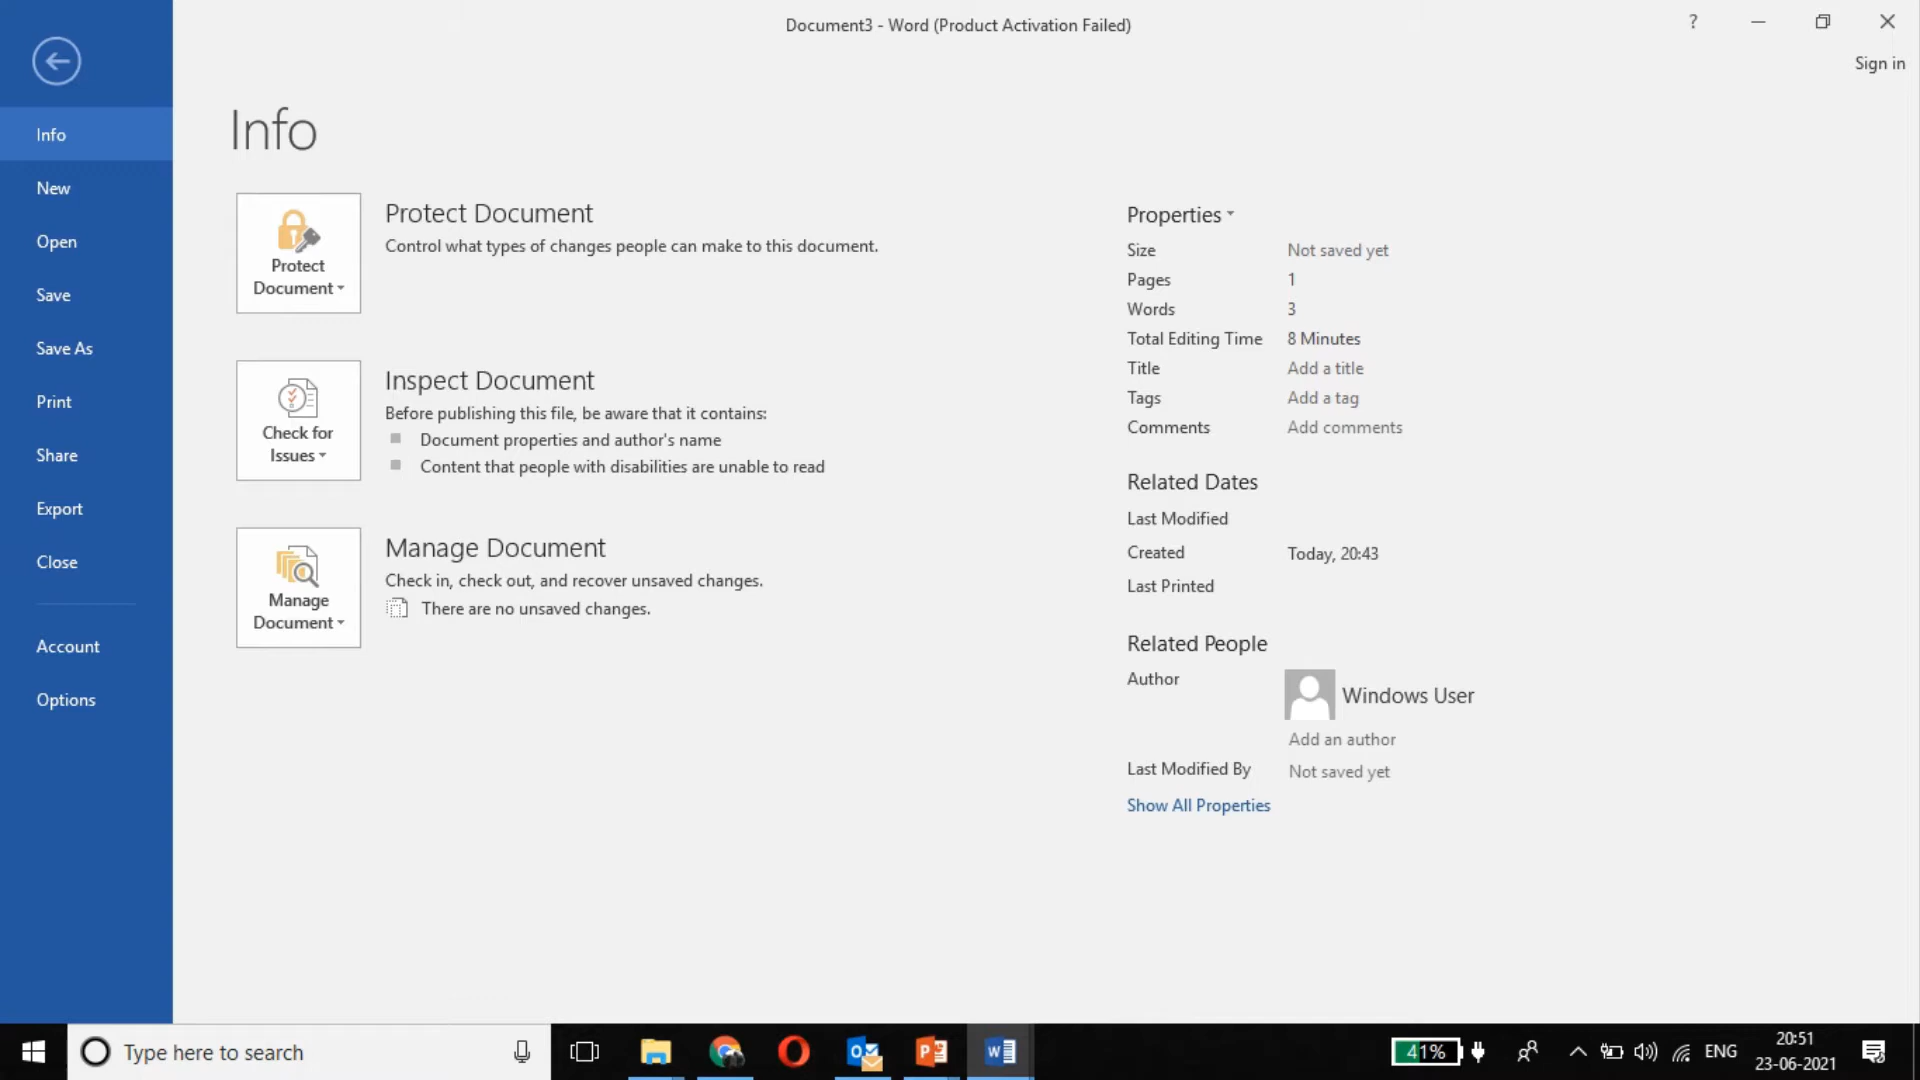 Document3 - Word (Product Activation Failed)
?
Sign in
Info
New
Open
Save
Save As
Print
Share
Export
Close
Account
Options
Info
Protect
Document
Protect Document
Control what types of changes people can make to this document.
Check for
Issues
Inspect Document
Before publishing this file, be aware that it contains:
Document properties and author's name
Content that people with disabilities are unable to read
Manage
Document
Manage Document
Check in, check out, and recover unsaved changes.
There are no unsaved changes.
Properties
Size Not saved yet
Pages 1
Words 3
Total Editing Time 8 Minutes
Title Add a title
Tags Add a tag
Comments Add comments
Related Dates
Last Modified
Created Today, 20:43
Last Printed
Related People
Author Windows User
Add an author
Last Modified By Not saved yet
Show All Properties
Type here to search
41%
ENG
20:51
23-06-2021